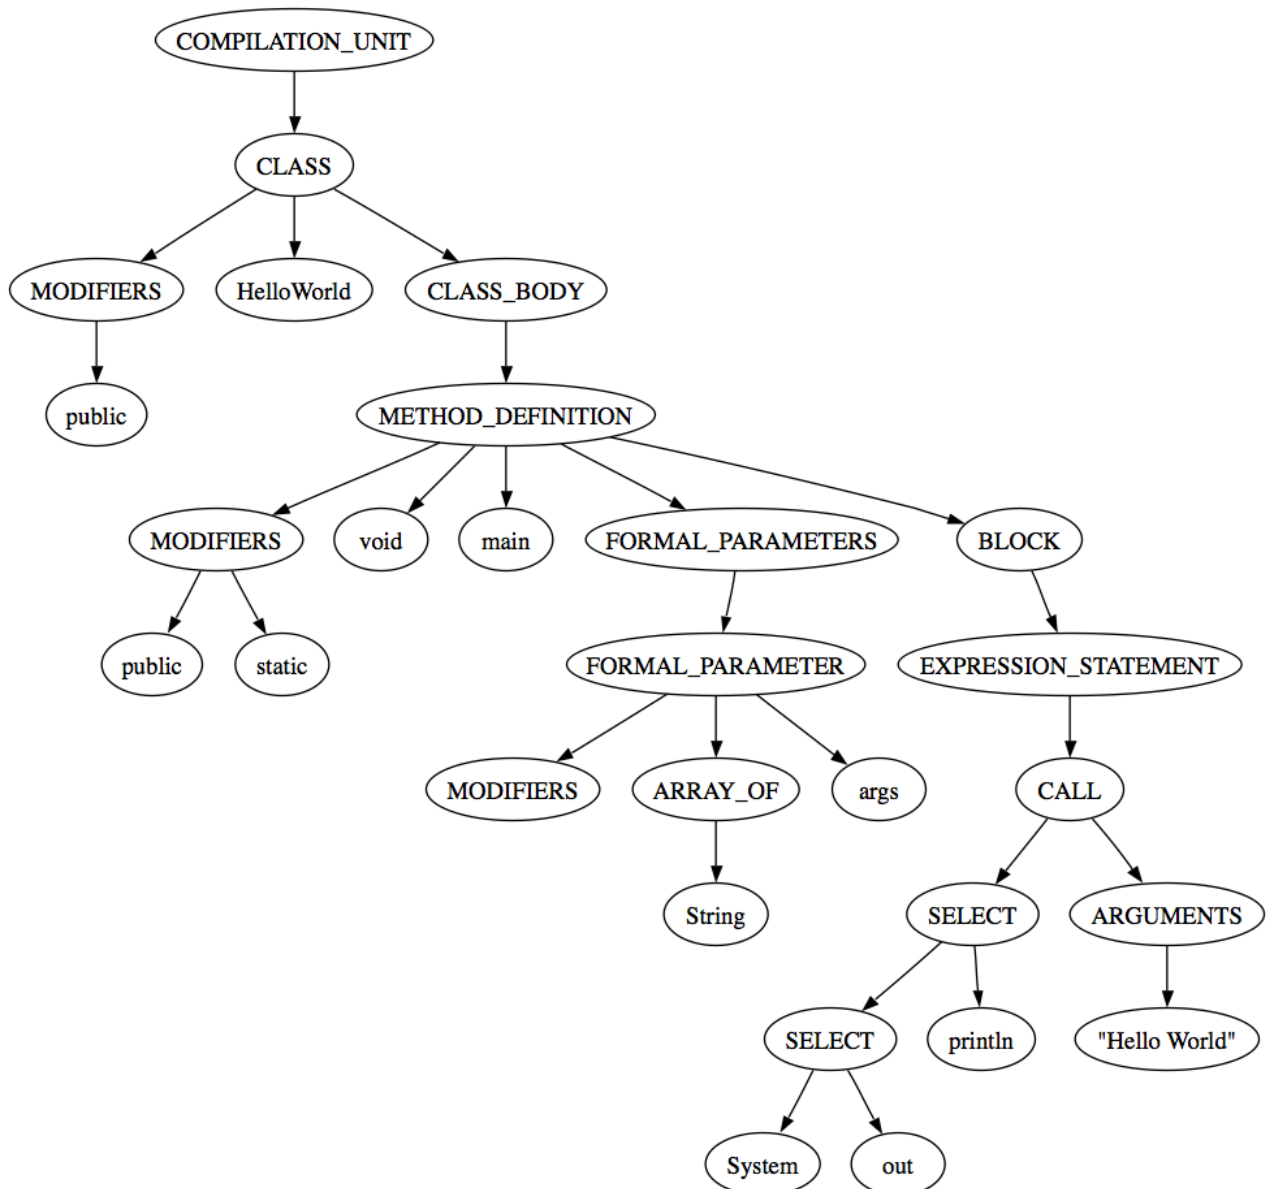 COMPILATION_UNIT
CLASS
MODIFIERS HelloWorld CLASS_BODY
public METHOD_DEFINITION
MODIFIERS void main FORMAL_PARAMETERS BLOCK
public static FORMAL_PARAMETER EXPRESSION_STATEMENT
MODIFIERS ARRAY_OF args CALL
String SELECT ARGUMENTS
SELECT println "Hello World"
System out